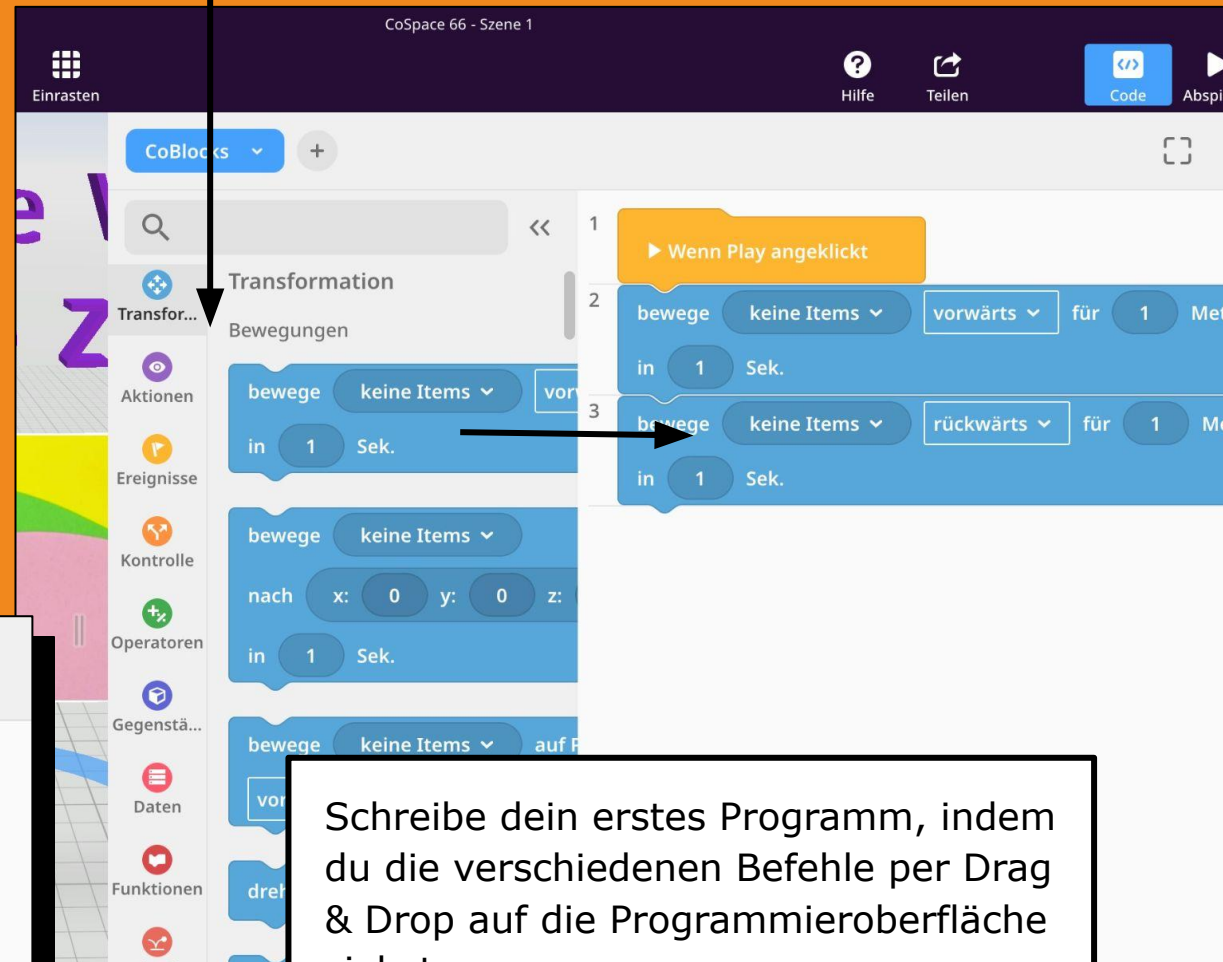 CoSpace 66 - Szene 1
Einrasten
Hilfe
Teilen
Code
CoBlocks
+
Transfor...
Aktionen
Ereignisse
Kontrolle
Operatoren
Gegenstä...
Daten
Funktionen
Transformation
Bewegungen
bewege keine Items
in 1 Sek.
bewege keine Items
nach x: 0 y: 0 z:
in 1 Sek.
bewege keine Items auf
1
Wenn Play angeklickt
2
bewege keine Items vorwärts für 1
in 1 Sek.
3
bewege keine Items rückwärts für 1
in 1 Sek.
Schreibe dein erstes Programm, indem
du die verschiedenen Befehle per Drag
& Drop auf die Programmieroberfläche